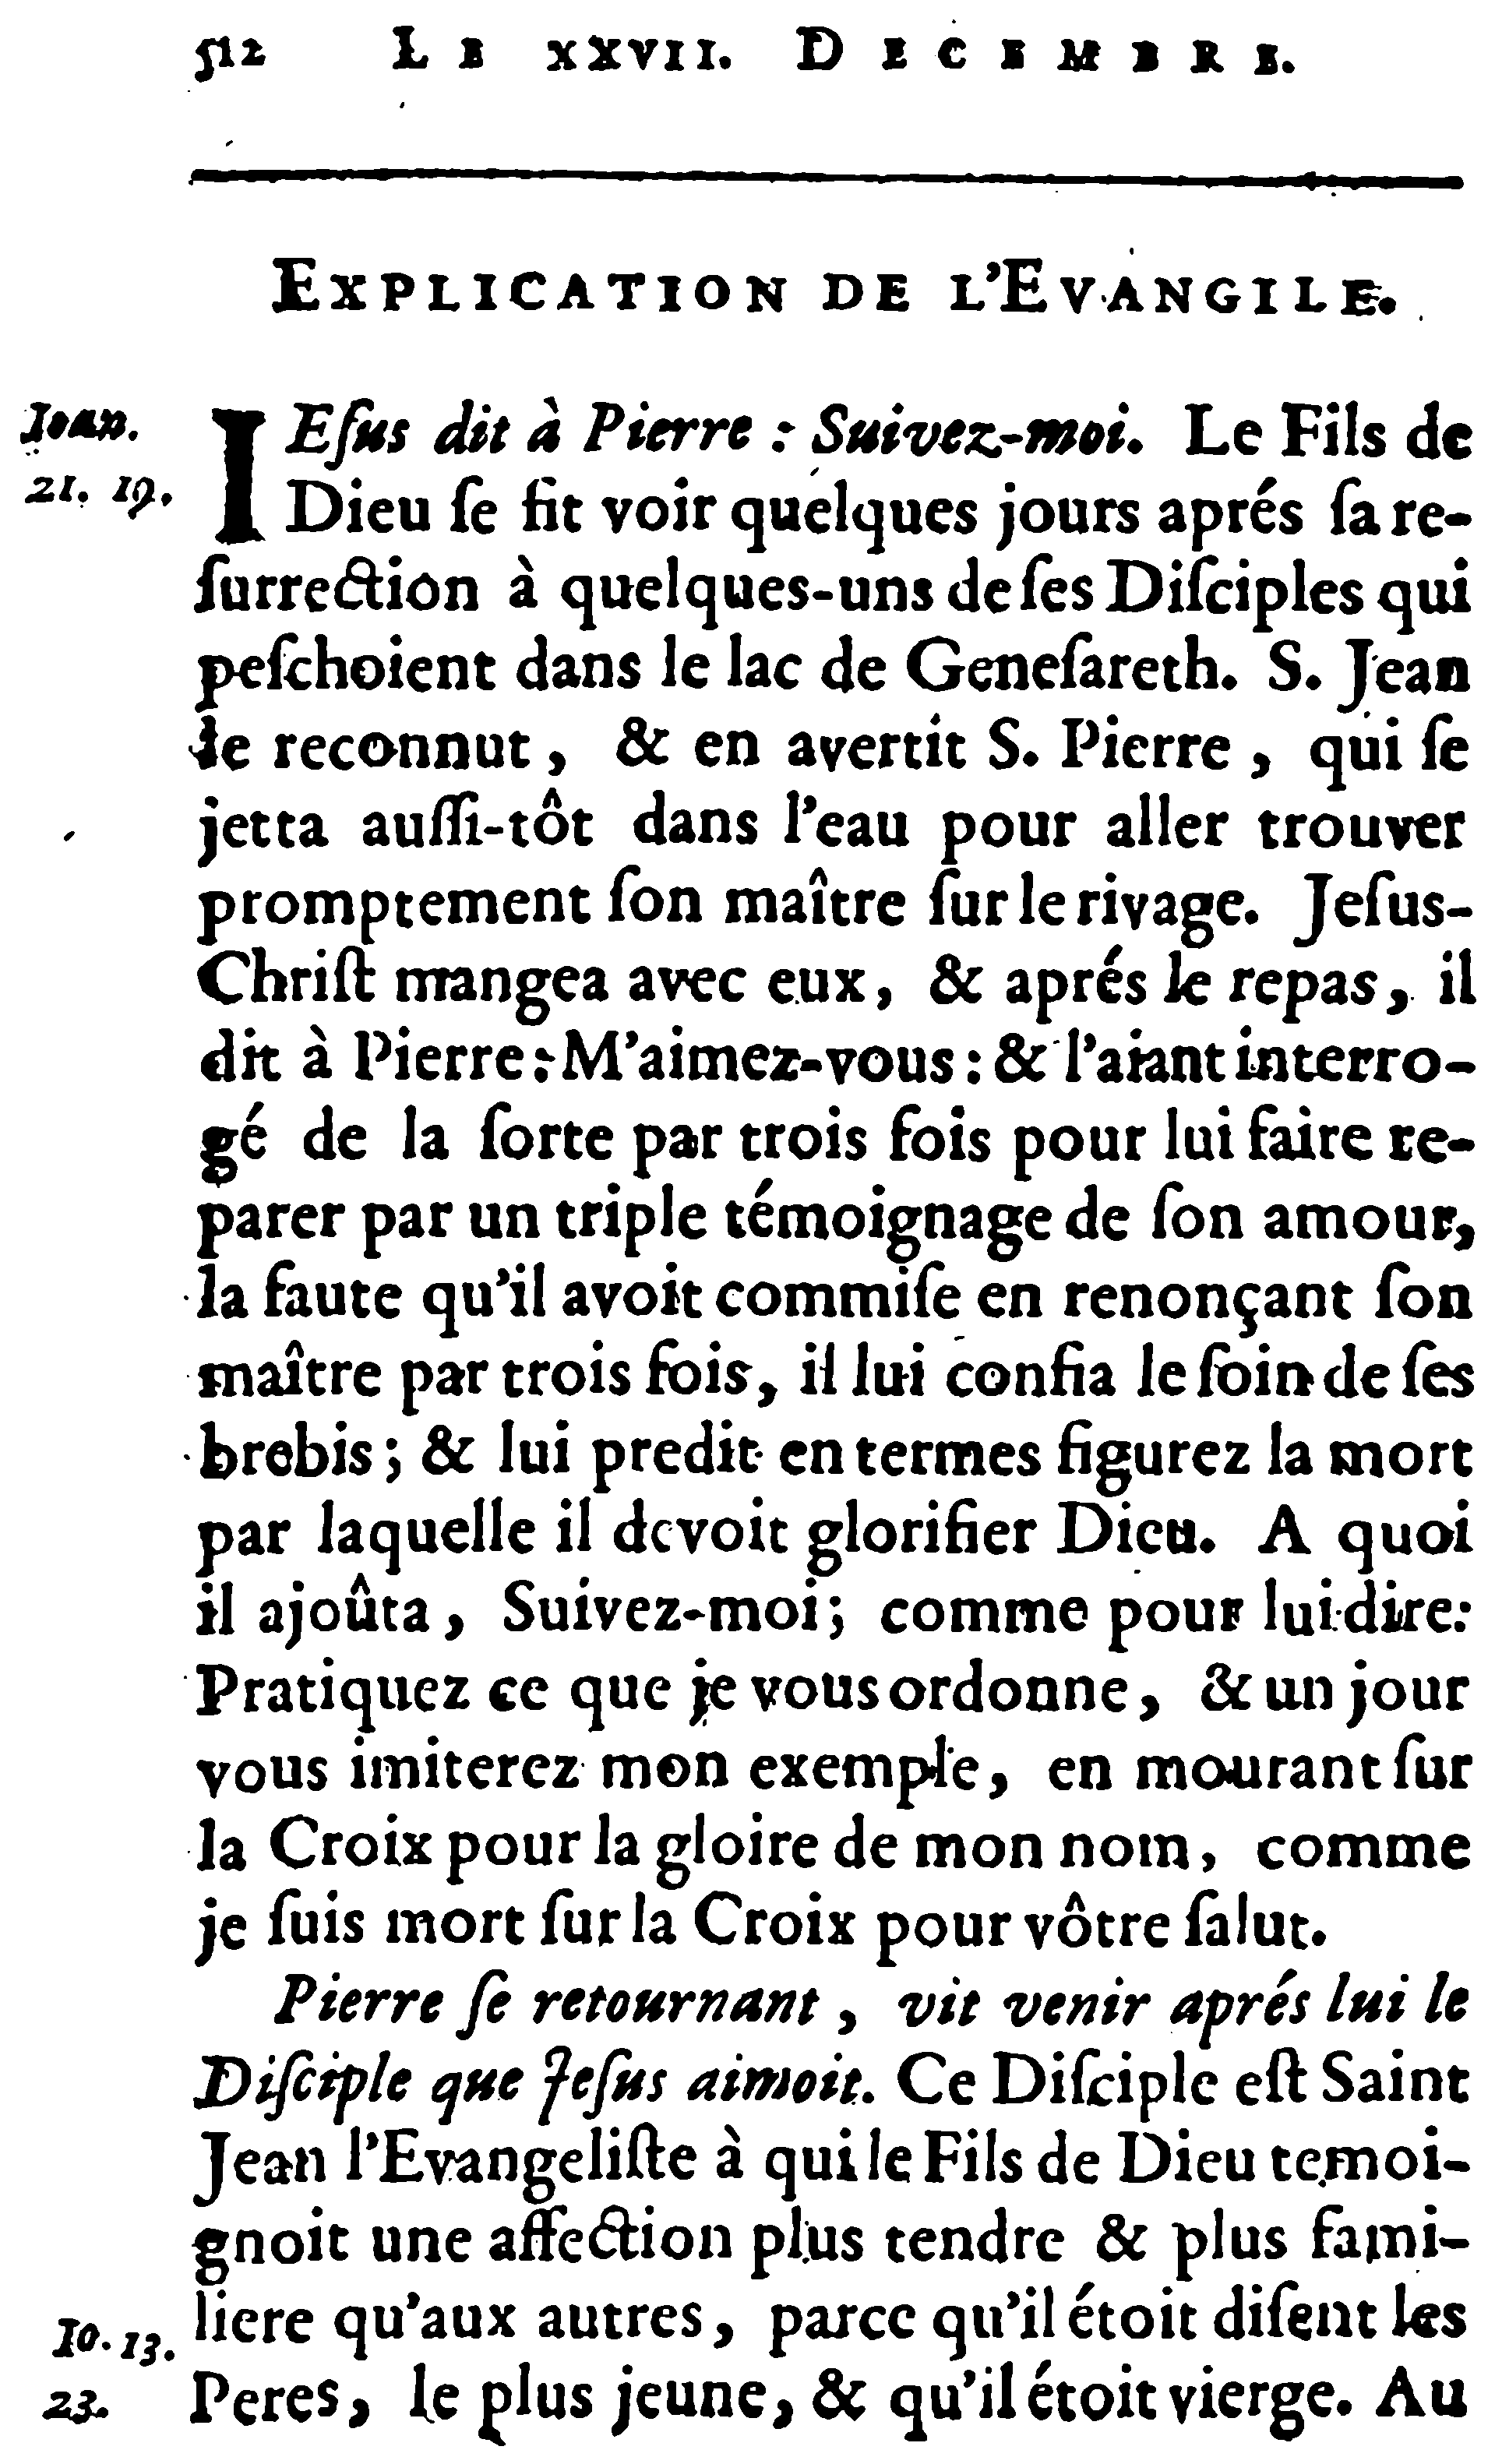 512 LE XXVII. DECEMBRE.
EXPLICATION DE L'EVANGILE.
Ioan.
21. 19.
IEſus dit à Pierre : Suivez-moi. Le Fils de
Dieu ſe fit voir quelques jours aprés ſa re-
ſurrection à quelques-uns de ſes Diſciples qui
peſchoient dans le lac de Geneſareth. S. Jean
le reconnut, & en avertit S. Pierre, qui ſe
jetta auſſi-tôt dans l'eau pour aller trouver
promptement ſon maître ſur le rivage. Jeſus-
Chriſt mangea avec eux, & aprés le repas, il
dit à Pierre: M'aimez-vous : & l'aiant interro-
gé de la ſorte par trois fois pour lui faire re-
parer par un triple témoignage de ſon amour,
la faute qu'il avoit commiſe en renonçant ſon
maître par trois fois, il lui confia le ſoin de ſes
brebis ; & lui predit en termes figurez la mort
par laquelle il devoit glorifier Dieu. A quoi
il ajoûta, Suivez-moi ; comme pour lui dire:
Pratiquez ce que je vous ordonne, & un jour
vous imiterez mon exemple, en mourant ſur
la Croix pour la gloire de mon nom, comme
je ſuis mort ſur la Croix pour vôtre ſalut.
Pierre ſe retournant, vit venir aprés lui le
Diſciple que Jeſus aimoit. Ce Diſciple eſt Saint
Jean l'Evangeliſte à qui le Fils de Dieu temoi-
gnoit une affection plus tendre & plus fami-
liere qu'aux autres, parce qu'il étoit diſent les
Io. 13.
23.
Peres, le plus jeune, & qu'il étoit vierge. Au